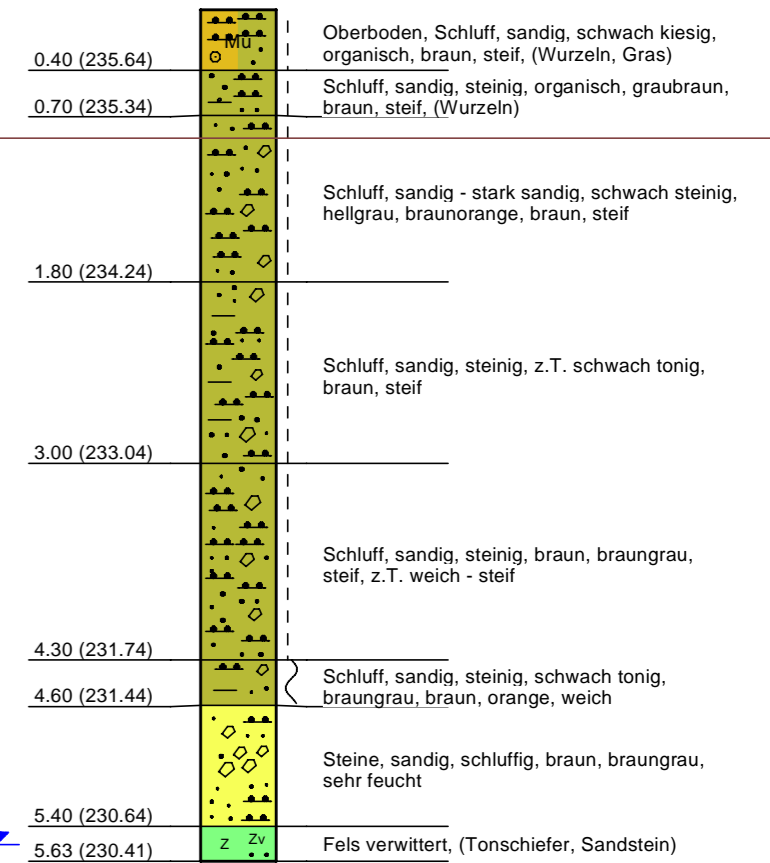 Oberboden, Schluff, sandig, schwach kiesig,
organisch, braun, steif, (Wurzeln, Gras)
Mu
0.40 (235.64)
Schluff, sandig, steinig, organisch, graubraun,
braun, steif, (Wurzeln)
0.70 (235.34)
Schluff, sandig - stark sandig, schwach steinig,
hellgrau, braunorange, braun, steif
1.80 (234.24)
Schluff, sandig, steinig, z.T. schwach tonig,
braun, steif
3.00 (233.04)
Schluff, sandig, steinig, braun, braungrau,
steif, z.T. weich - steif
4.30 (231.74)
Schluff, sandig, steinig, schwach tonig,
braungrau, braun, orange, weich
4.60 (231.44)
Steine, sandig, schluffig, braun, braungrau,
sehr feucht
5.40 (230.64)
Z Zv
Fels verwittert, (Tonschiefer, Sandstein)
5.63 (230.41)